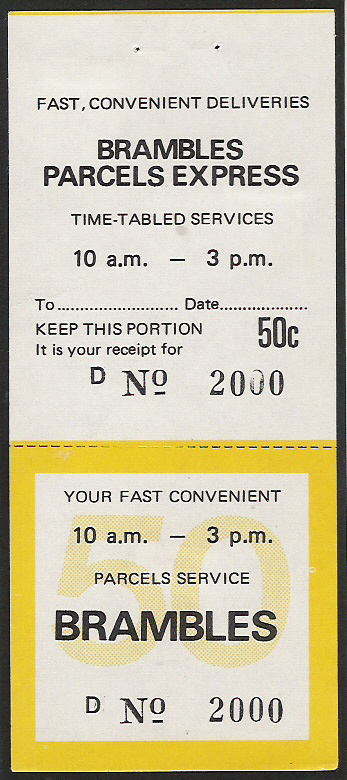 FAST, CONVENIENT DELIVERIES
BRAMBLES
PARCELS EXPRESS
TIME-TABLED SERVICES
10 a.m. — 3 p.m.
To........................... Date....................
KEEP THIS PORTION 50c
It is your receipt for
D Nº 2000
YOUR FAST CONVENIENT
50
10 a.m. — 3 p.m.
PARCELS SERVICE
BRAMBLES
D Nº 2000